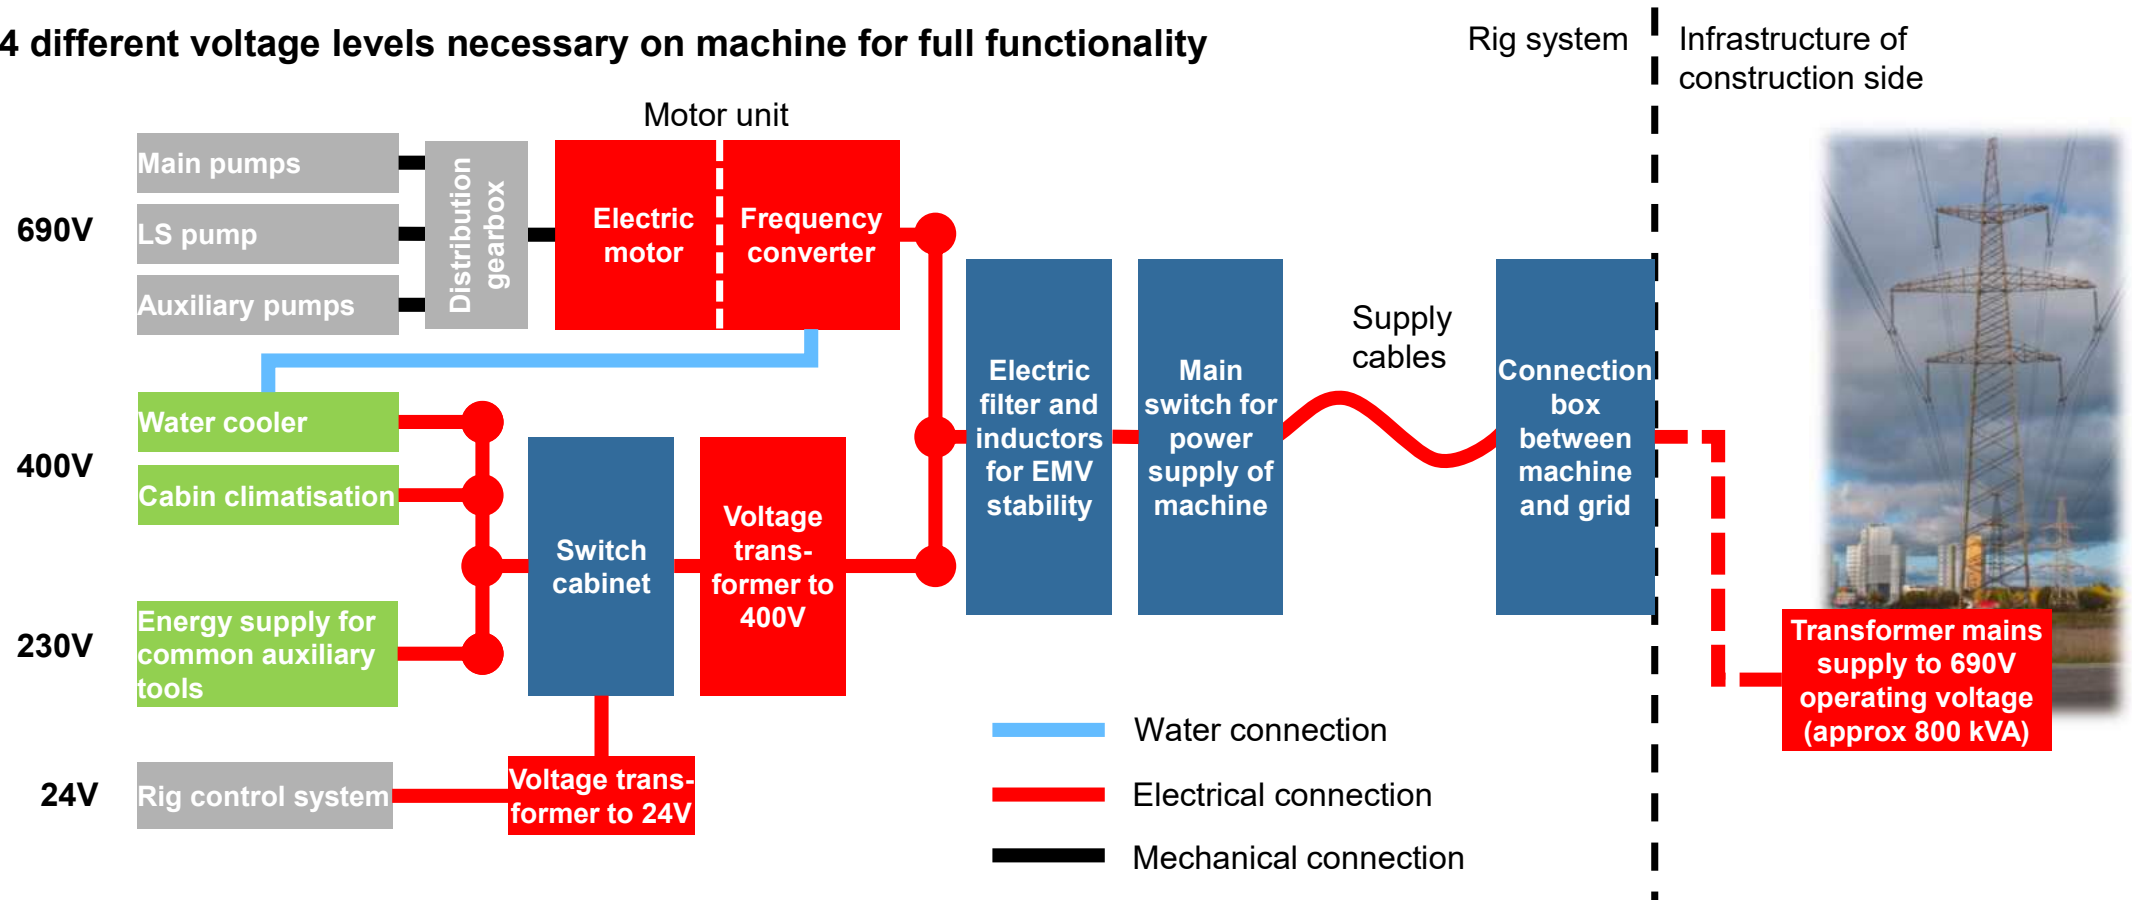 4 different voltage levels necessary on machine for full functionality
Rig system
Infrastructure of
construction side
Motor unit
690V
Main pumps
LS pump
Auxiliary pumps
Distribution
gearbox
Electric
motor
Frequency
converter
400V
Water cooler
Cabin climatisation
230V
Energy supply for
common auxiliary
tools
24V
Rig control system
Switch
cabinet
Voltage
trans-
former to
400V
Voltage trans-
former to 24V
Electric
filter and
inductors
for EMV
stability
Main
switch for
power
supply of
machine
Supply
cables
Connection
box
between
machine
and grid
Transformer mains
supply to 690V
operating voltage
(approx 800 kVA)
Water connection
Electrical connection
Mechanical connection